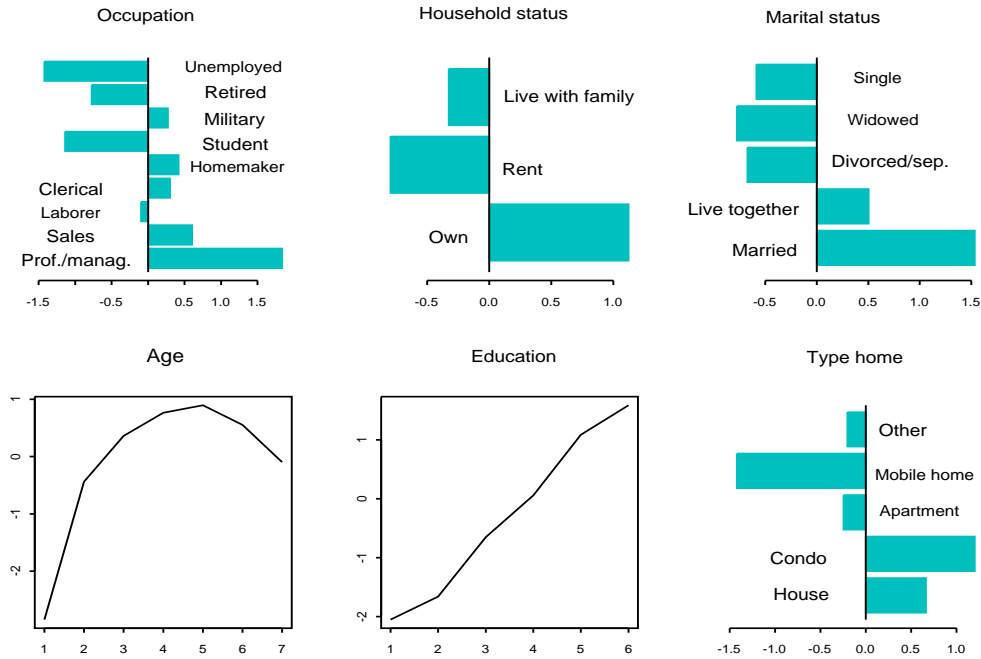 Occupation
Unemployed
Retired
Military
Student
Homemaker
Clerical
Laborer
Sales
Prof./manag.
-1.5 -0.5 0.5 1.0 1.5
Household status
Live with family
Rent
Own
-0.5 0.0 0.5 1.0
Marital status
Single
Widowed
Divorced/sep.
Live together
Married
-0.5 0.0 0.5 1.0 1.5
Age
1
0
-1
-2
1 2 3 4 5 6 7
Education
1
0
-1
-2
1 2 3 4 5 6
Type home
Other
Mobile home
Apartment
Condo
House
-1.5 -1.0 -0.5 0.0 0.5 1.0